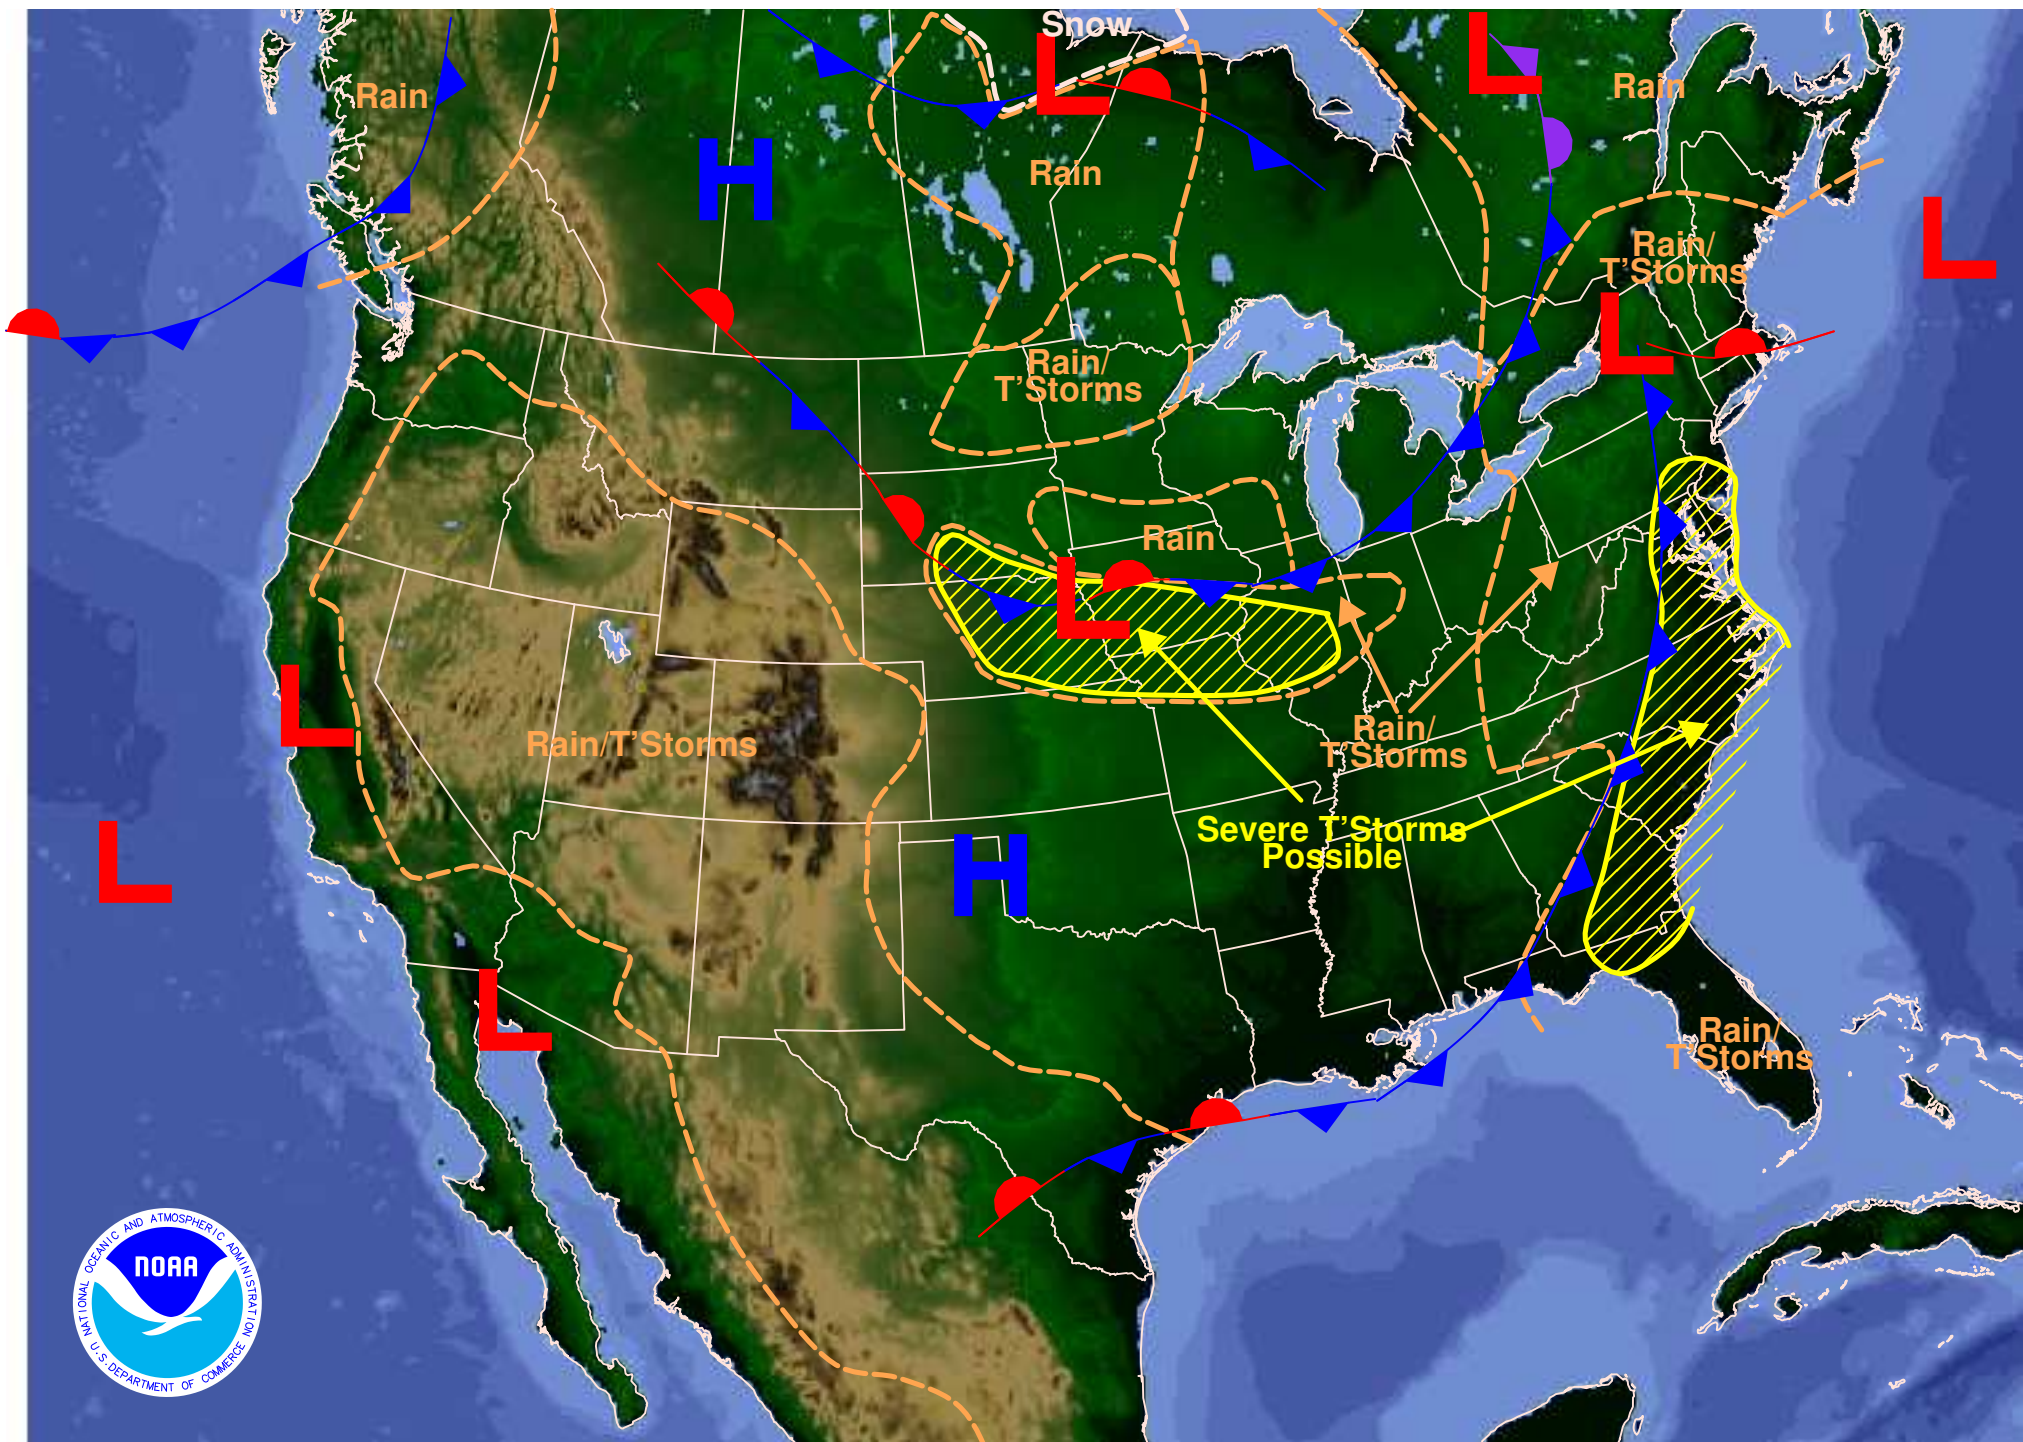 Snow
L
L
Rain
Rain
H
Rain
L
Rain/
T'Storms
L
Rain/
T'Storms
Rain
L
L
Rain/T'Storms
Rain/
T'Storms
Severe T'Storms
Possible
L
H
L
Rain/
T'Storms
NATIONAL OCEANIC AND ATMOSPHERIC ADMINISTRATION
NOAA
U.S. DEPARTMENT OF COMMERCE